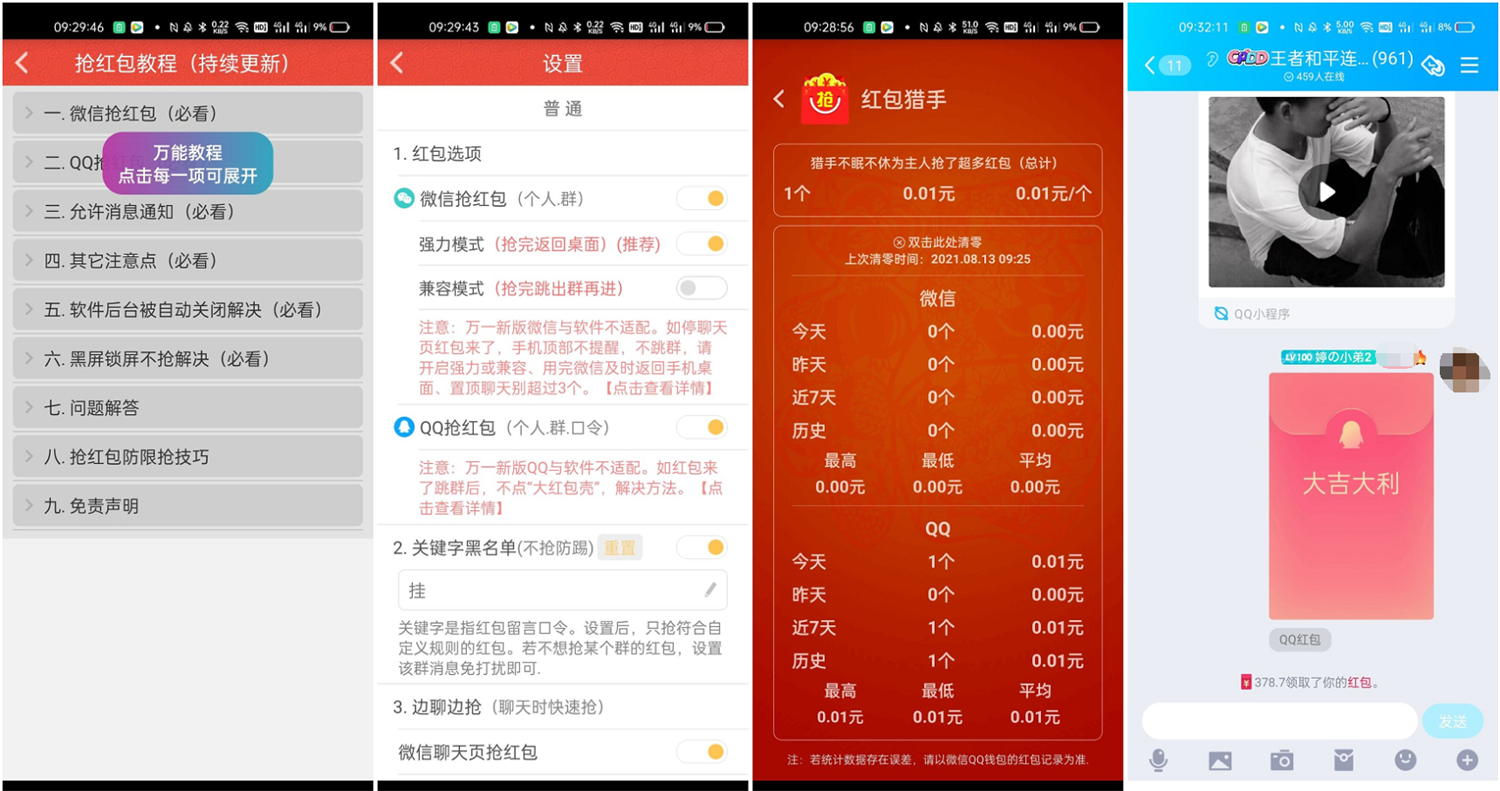 09:29:46
0.22 KB/S
HD
4G
4G
9%
抢红包教程（持续更新）
一. 微信抢红包（必看）
万能教程
二. QQ抢
点击每一项可展开
三. 允许消息通知（必看）
四. 其它注意点（必看）
五. 软件后台被自动关闭解决（必看）
六. 黑屏锁屏不抢解决（必看）
七. 问题解答
八. 抢红包防限抢技巧
九. 免责声明
09:29:43
0.22 KB/S
HD
4G
4G
9%
设置
普通
1. 红包选项
微信抢红包（个人.群）
强力模式（抢完返回桌面）(推荐)
兼容模式（抢完跳出群再进）
注意：万一新版微信与软件不适配。如停聊天
页红包来了，手机顶部不提醒，不跳群，请
开启强力或兼容、用完微信及时返回手机桌
面、置顶聊天别超过3个。【点击查看详情】
QQ抢红包（个人.群.口令）
注意：万一新版QQ与软件不适配。如红包来
了跳群后，不点“大红包壳”，解决方法。【点
击查看详情】
2. 关键字黑名单(不抢防踢) 重置
挂
关键字是指红包留言口令。设置后，只抢符合自
定义规则的红包。若不想抢某个群的红包，设置
该群消息免打扰即可.
3. 边聊边抢（聊天时快速抢）
微信聊天页抢红包
09:28:56
51.0 KB/S
HD
4G
4G
9%
抢
红包猎手
猎手不眠不休为主人抢了超多红包（总计）
1个 0.01元 0.01元/个
双击此处清零
上次清零时间：2021.08.13 09:25
微信
今天 0个 0.00元
昨天 0个 0.00元
近7天 0个 0.00元
历史 0个 0.00元
最高 最低 平均
0.00元 0.00元 0.00元
QQ
今天 1个 0.01元
昨天 0个 0.00元
近7天 1个 0.01元
历史 1个 0.01元
最高 最低 平均
0.01元 0.01元 0.01元
注：若统计数据存在误差，请以微信QQ钱包的红包记录为准.
09:32:11
5.00 KB/S
HD
4G
4G
8%
11
王者和平连...(961)
459人在线
QQ小程序
LV100 婷の小弟2
大吉大利
QQ红包
378.7领取了你的红包。
发送